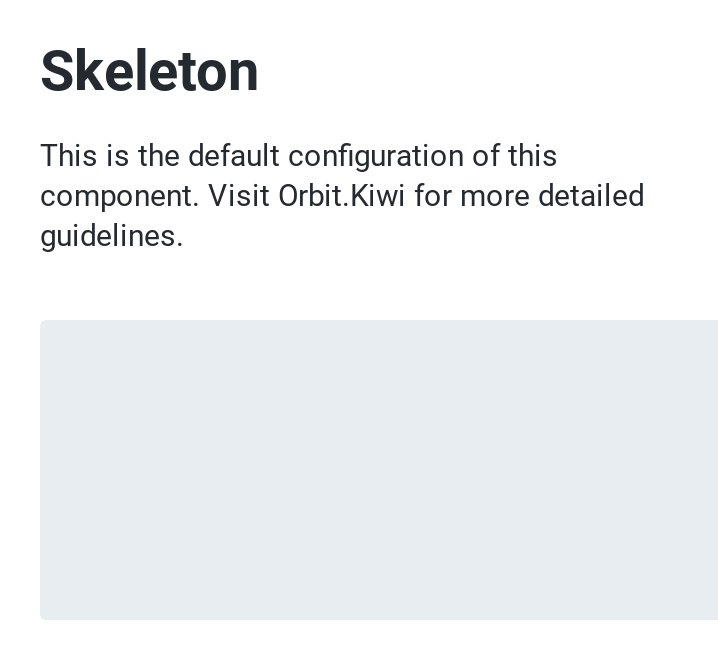 Skeleton
This is the default configuration of this
component. Visit Orbit.Kiwi for more detailed
guidelines.